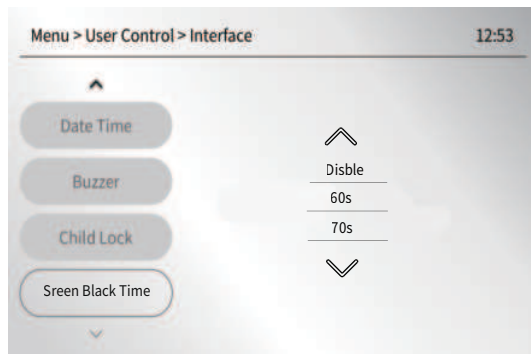 Menu > User Control > Interface
12:53
Date Time
Buzzer
Child Lock
Sreen Black Time
Disble
60s
70s